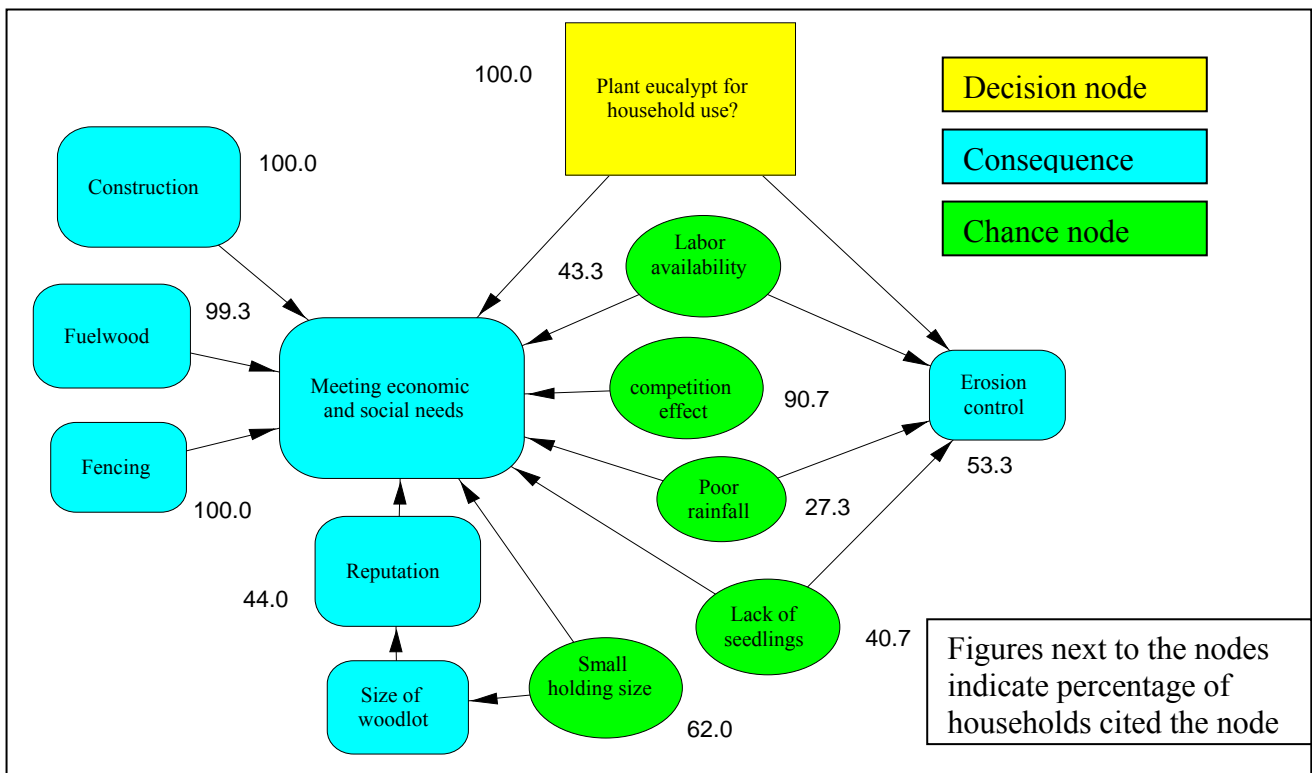 100.0
Plant eucalypt for
household use?
Decision node
Consequence
Chance node
Construction
100.0
Labor
availability
43.3
Fuelwood
99.3
Meeting economic
and social needs
competition
effect
90.7
Erosion
control
53.3
Fencing
100.0
Poor
rainfall
27.3
Reputation
44.0
Lack of
seedlings
40.7
Small
holding size
62.0
Size of
woodlot
Figures next to the nodes
indicate percentage of
households cited the node